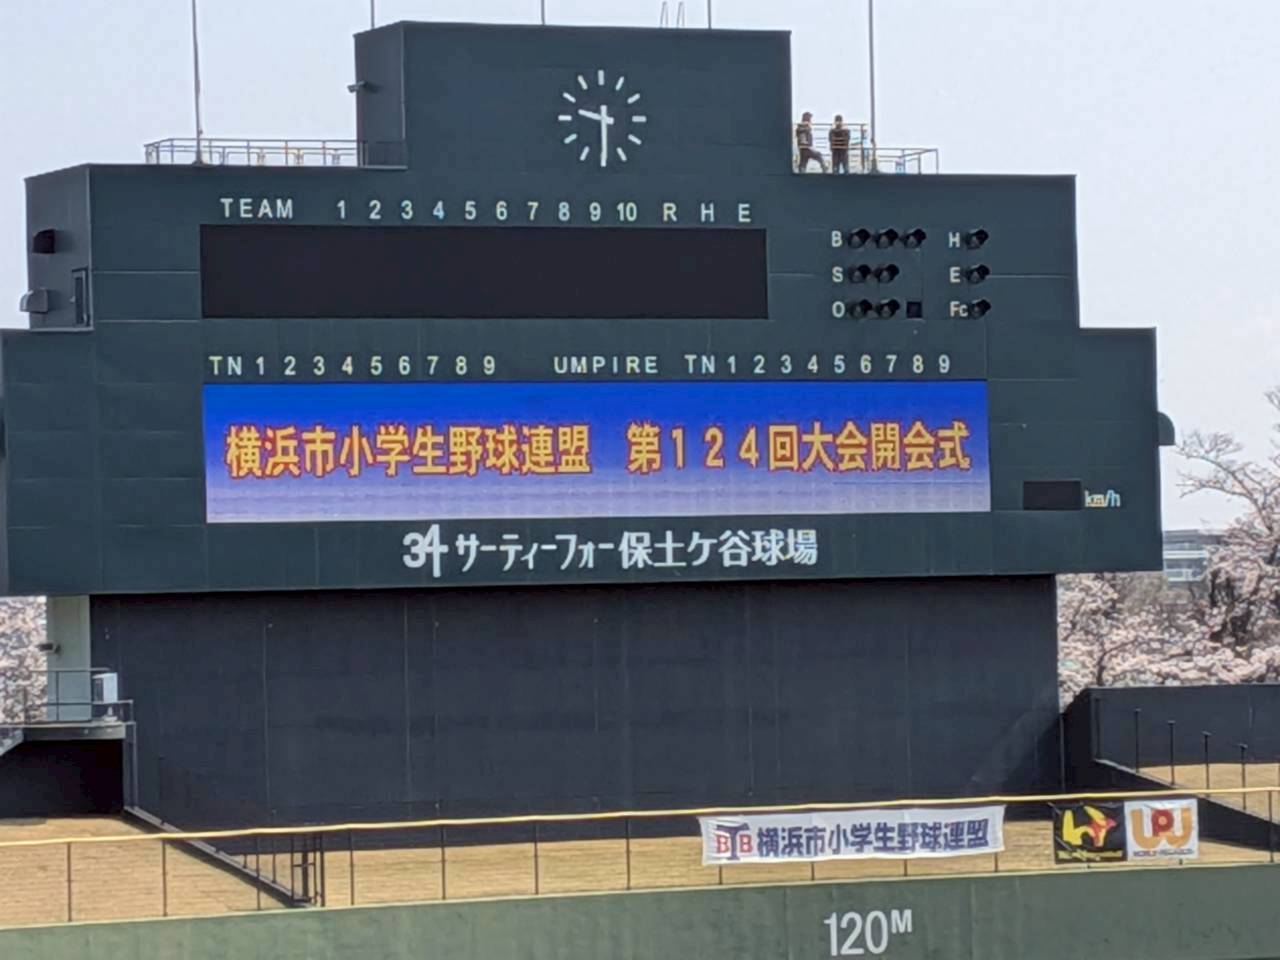 TEAM 1 2 3 4 5 6 7 8 9 10 R H E
B H
S E
O Fc
TN 1 2 3 4 5 6 7 8 9 UMPIRE TN 1 2 3 4 5 6 7 8 9
横浜市小学生野球連盟 第124回大会開会式
km/h
34 サーティーフォー保土ケ谷球場
YBB 横浜市小学生野球連盟
UPU
120M